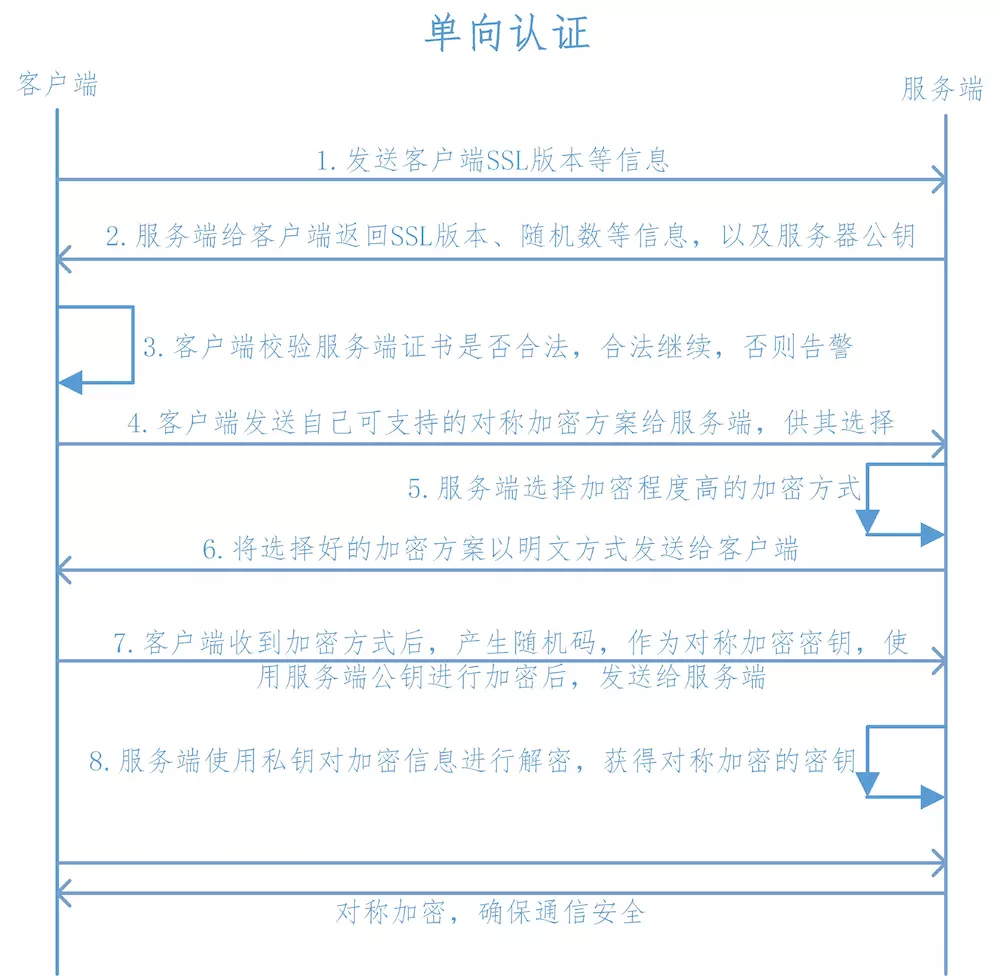 单向认证
客户端
服务端
1.发送客户端SSL版本等信息
2.服务端给客户端返回SSL版本、随机数等信息，以及服务器公钥
3.客户端校验服务端证书是否合法，合法继续，否则告警
4.客户端发送自己可支持的对称加密方案给服务端，供其选择
5.服务端选择加密程度高的加密方式
6.将选择好的加密方案以明文方式发送给客户端
7.客户端收到加密方式后，产生随机码，作为对称加密密钥，使
用服务端公钥进行加密后，发送给服务端
8.服务端使用私钥对加密信息进行解密，获得对称加密的密钥
对称加密，确保通信安全